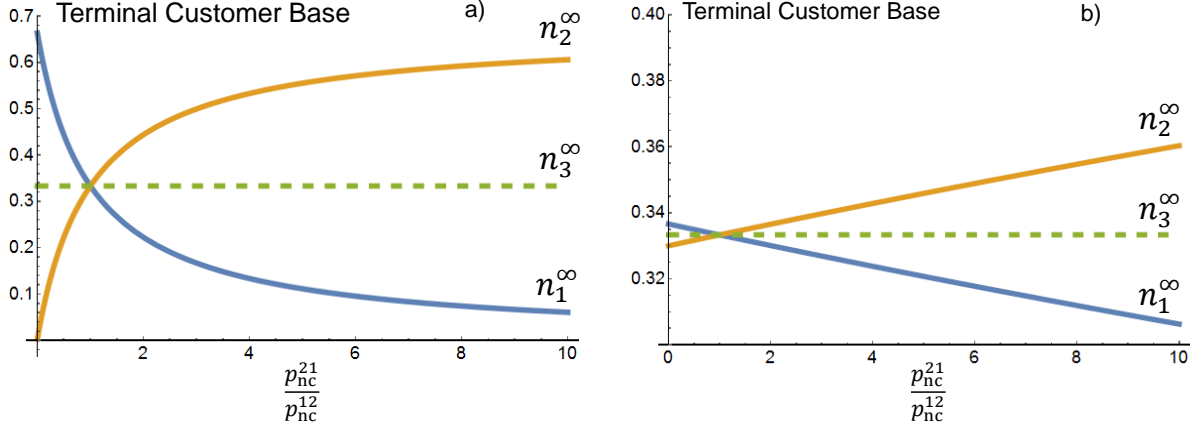 Terminal Customer Base a)
0.7
0.6
0.5
0.4
0.3
0.2
0.1
n_2^∞
n_3^∞
n_1^∞
2 4 6 8 10
p_nc^21
p_nc^12
Terminal Customer Base b)
0.40
0.38
0.36
0.34
0.32
n_2^∞
n_3^∞
n_1^∞
0 2 4 6 8 10
p_nc^21
p_nc^12